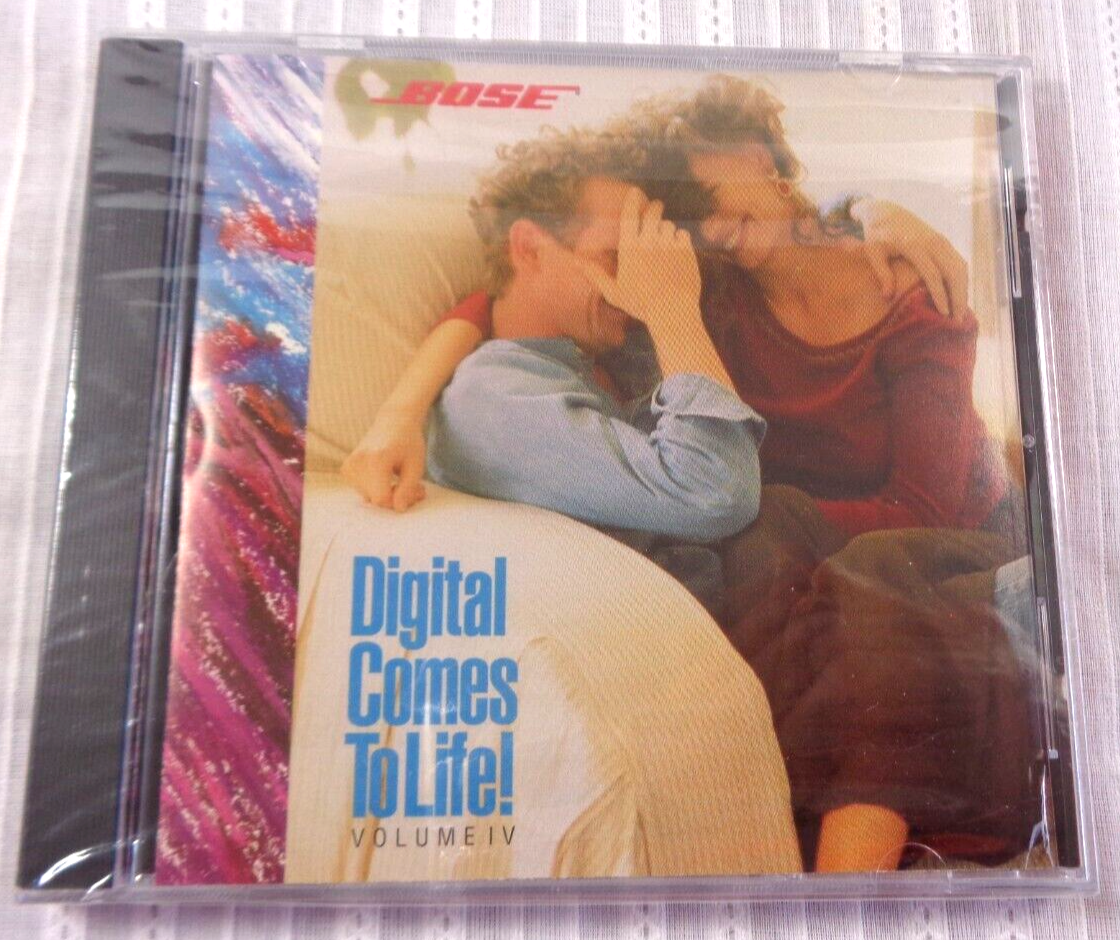 BOSE
Digital
Comes
To Life!
VOLUME IV